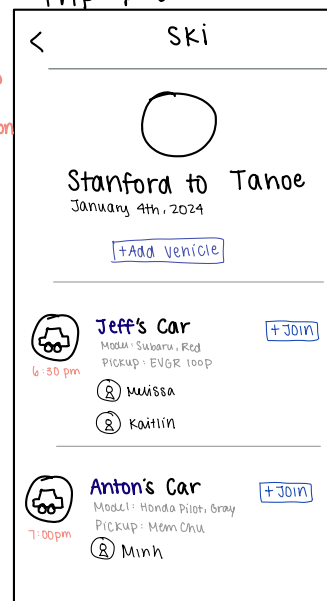 <
Ski
Stanford to Tanoe
January 4th, 2024
+Add vehicle
Jeff's Car
+JOIN
Model: Subaru, Red
Pickup: EVGR loop
6:30 pm
Melissa
Kaitlin
Anton's Car
+JOIN
Model: Honda Pilot, Gray
Pickup: Mem Chu
7:00pm
Minh